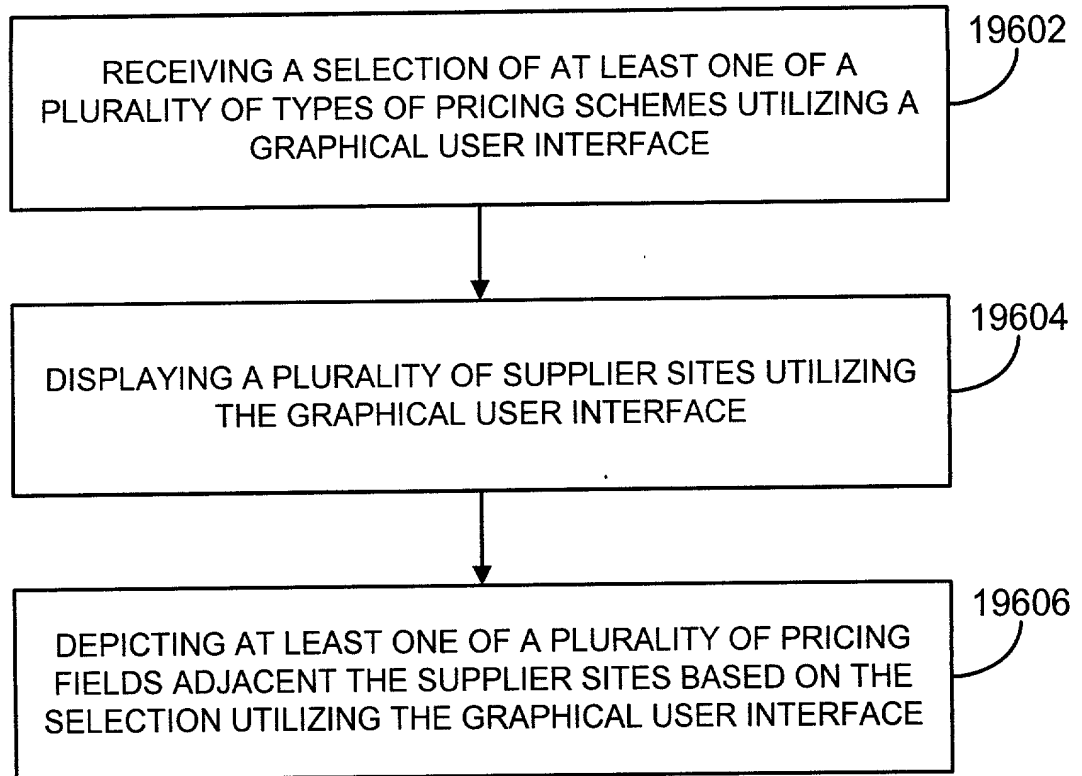 19602
RECEIVING A SELECTION OF AT LEAST ONE OF A
PLURALITY OF TYPES OF PRICING SCHEMES UTILIZING A
GRAPHICAL USER INTERFACE
19604
DISPLAYING A PLURALITY OF SUPPLIER SITES UTILIZING
THE GRAPHICAL USER INTERFACE
19606
DEPICTING AT LEAST ONE OF A PLURALITY OF PRICING
FIELDS ADJACENT THE SUPPLIER SITES BASED ON THE
SELECTION UTILIZING THE GRAPHICAL USER INTERFACE